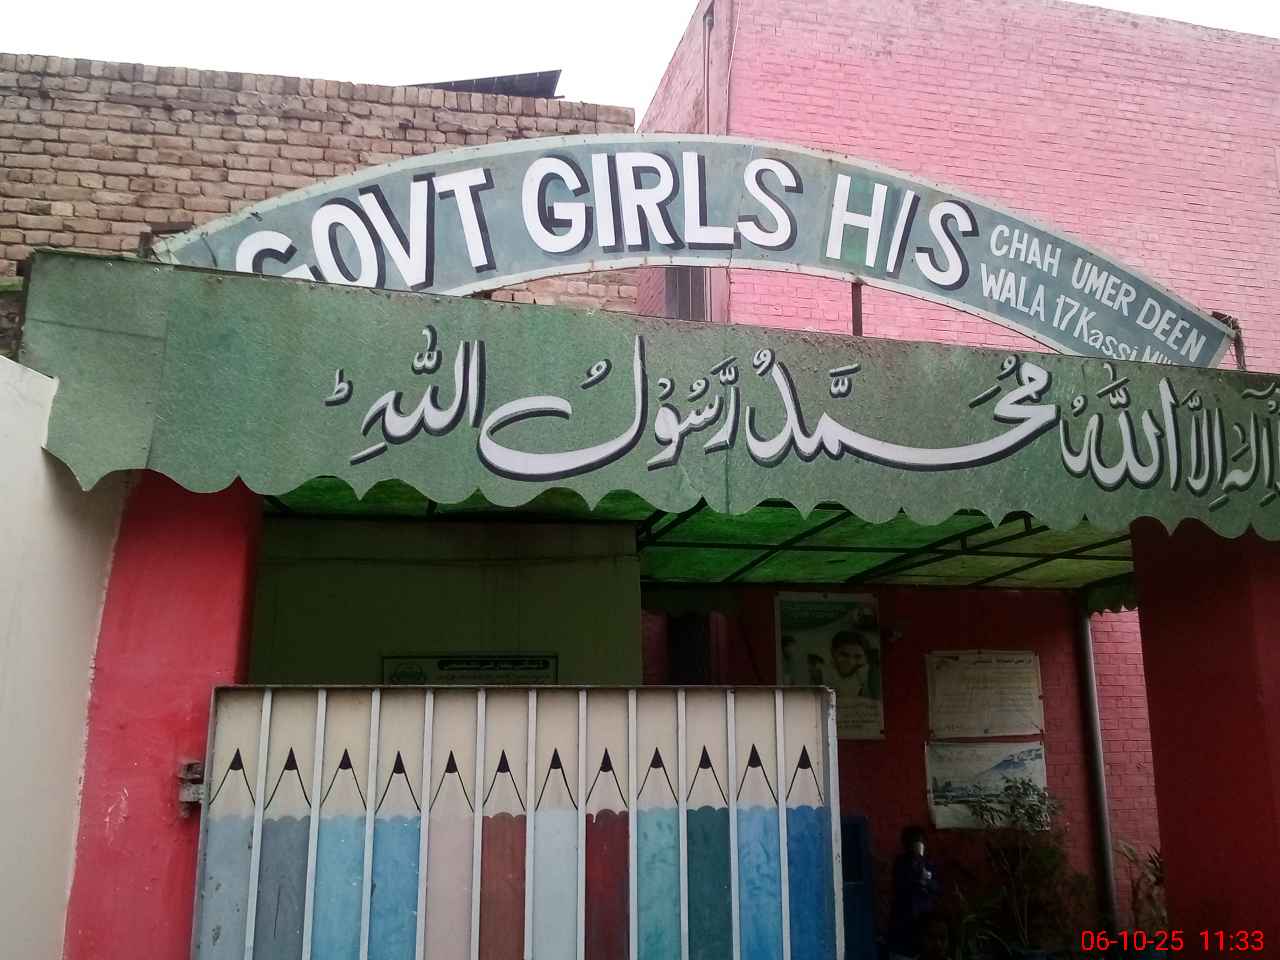 GOVT GIRLS H/S
CHAH UMER DEEN
WALA 17 Kassi
لَا اِلٰهَ اِلَّا اللّٰهُ مُحَمَّدٌ رَّسُوْلُ اللّٰهِ ط
06-10-25 11:33